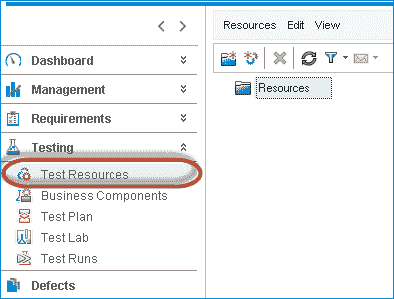 Dashboard
Management
Requirements
Testing
Test Resources
Business Components
Test Plan
Test Lab
Test Runs
Defects
Resources Edit View
Resources